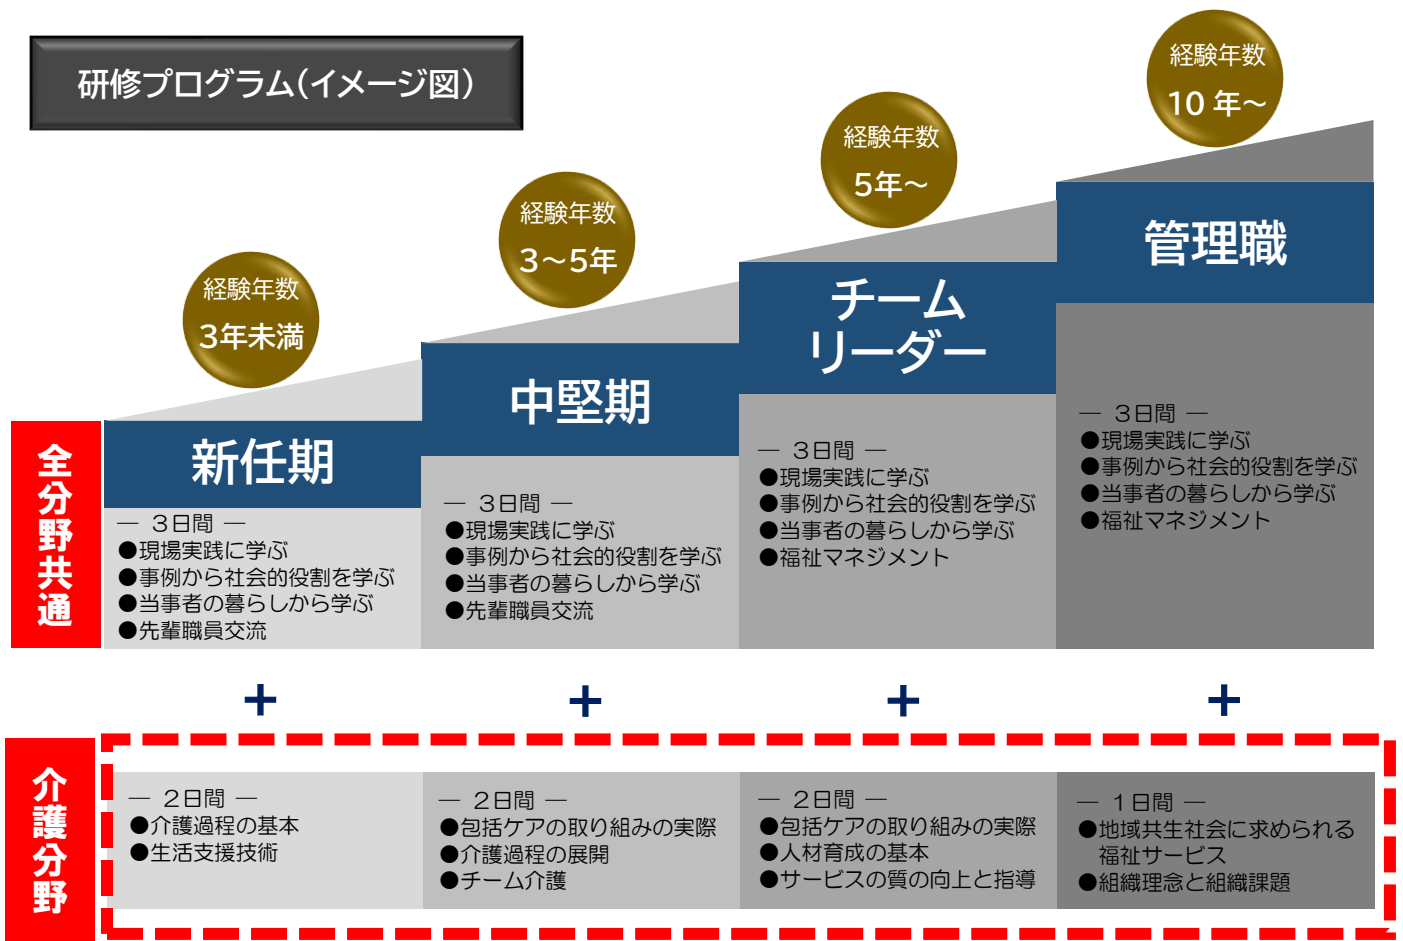 研修プログラム(イメージ図)
経験年数
3年未満
経験年数
3～5年
経験年数
5年～
経験年数
10年～
全分野共通
新任期
― 3日間 ―
●現場実践に学ぶ
●事例から社会的役割を学ぶ
●当事者の暮らしから学ぶ
●先輩職員交流
中堅期
― 3日間 ―
●現場実践に学ぶ
●事例から社会的役割を学ぶ
●当事者の暮らしから学ぶ
●先輩職員交流
チーム
リーダー
― 3日間 ―
●現場実践に学ぶ
●事例から社会的役割を学ぶ
●当事者の暮らしから学ぶ
●福祉マネジメント
管理職
― 3日間 ―
●現場実践に学ぶ
●事例から社会的役割を学ぶ
●当事者の暮らしから学ぶ
●福祉マネジメント
+
+
+
+
介護分野
― 2日間 ―
●介護過程の基本
●生活支援技術
― 2日間 ―
●包括ケアの取り組みの実際
●介護過程の展開
●チーム介護
― 2日間 ―
●包括ケアの取り組みの実際
●人材育成の基本
●サービスの質の向上と指導
― 1日間 ―
●地域共生社会に求められる
福祉サービス
●組織理念と組織課題